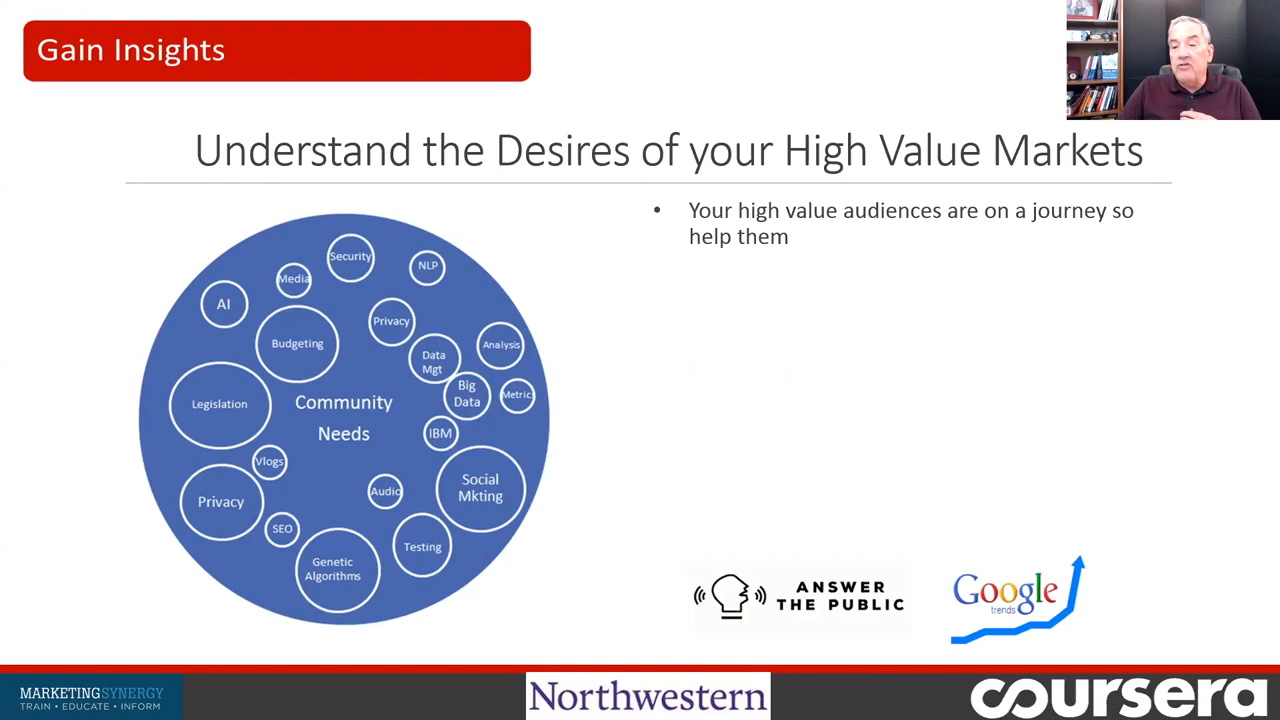 Gain Insights
Understand the Desires of your High Value Markets
Security
NLP
Media
AI
Privacy
Budgeting
Analysis
Data
Mgt
Big
Data
Metrics
Legislation
Community
Needs
IBM
Vlogs
Social
Mkting
Audio
Privacy
SEO
Testing
Genetic
Algorithms
• Your high value audiences are on a journey so
help them
ANSWER
THE PUBLIC
Google
trends
MARKETINGSYNERGY
TRAIN • EDUCATE • INFORM
Northwestern
coursera